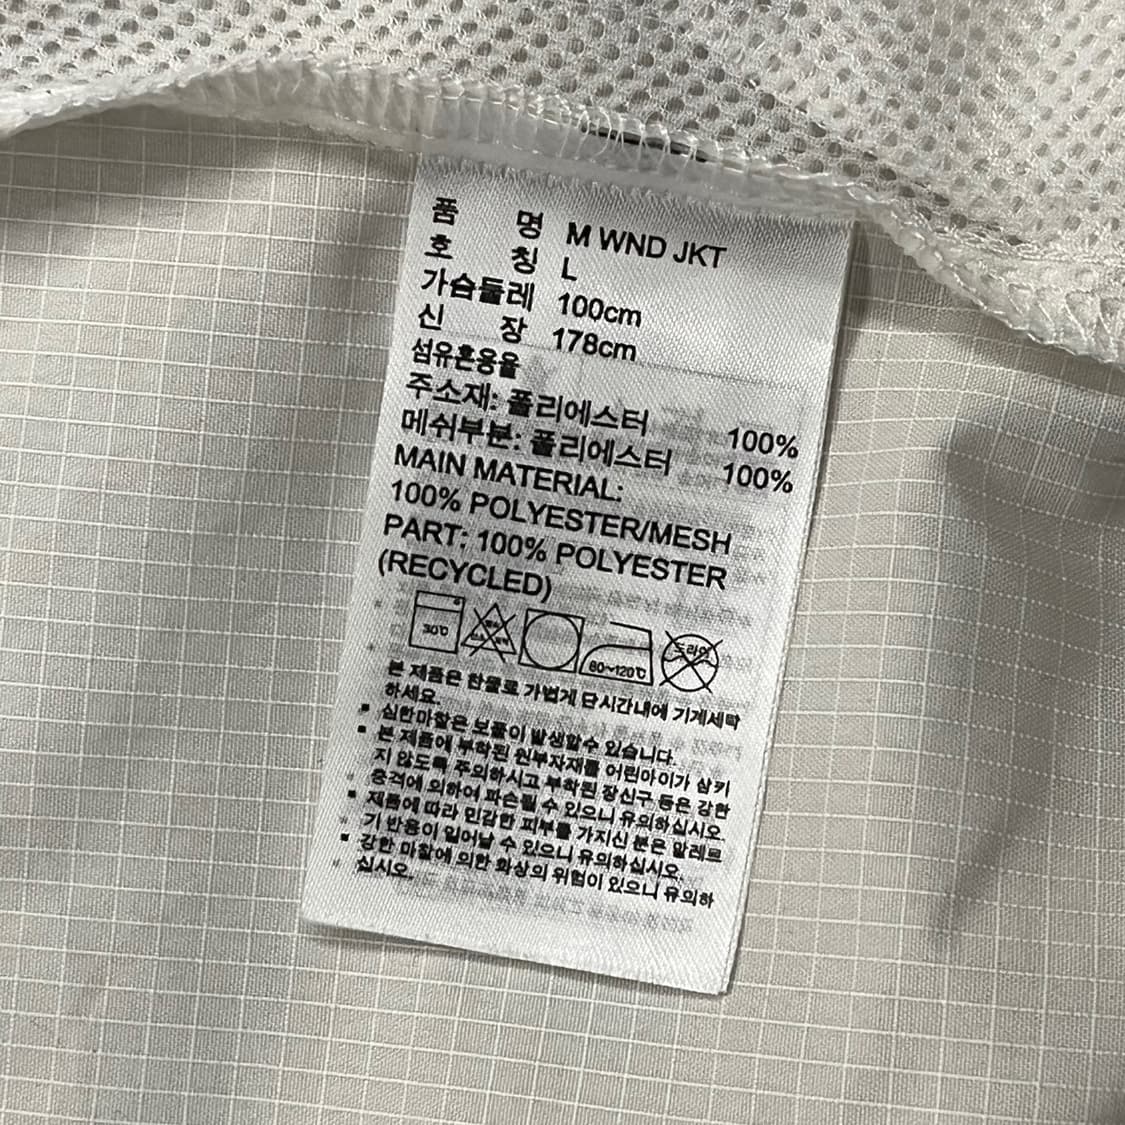 품 명 M WND JKT
호 칭 L
가슴둘레 100cm
신 장 178cm
섬유혼용율
주소재: 폴리에스터 100%
메쉬부분: 폴리에스터 100%
MAIN MATERIAL:
100% POLYESTER/MESH
PART: 100% POLYESTER
(RECYCLED)
30℃ 80~120℃ 드라이
본 제품은 찬물로 가볍게 단시간내에 기계세탁
하세요.
▪ 심한마찰은 보풀이 발생할수 있습니다.
▪ 본 제품에 부착된 원부자재를 어린아이가 삼키
지 않도록 주의하시고 부착된 장신구 등은 강한
충격에 의하여 파손될 수 있으니 유의하십시오.
▪ 제품에 따라 민감한 피부를 가지신 분은 알레르
기 반응이 일어날 수 있으니 유의하십시오.
▪ 강한 마찰에 의한 화상의 위험이 있으니 유의하
십시오.